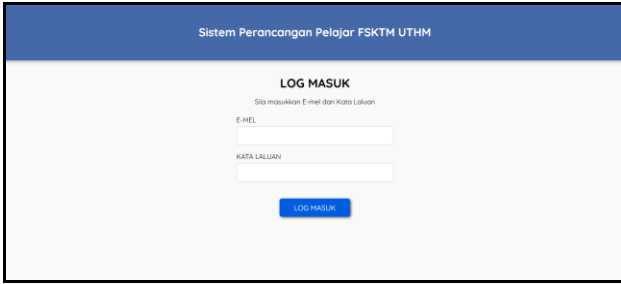 Sistem Perancangan Pelajar FSKTM UTHM
LOG MASUK
Sila masukkan E-mel dan Kata Laluan
E-MEL
KATA LALUAN
LOG MASUK